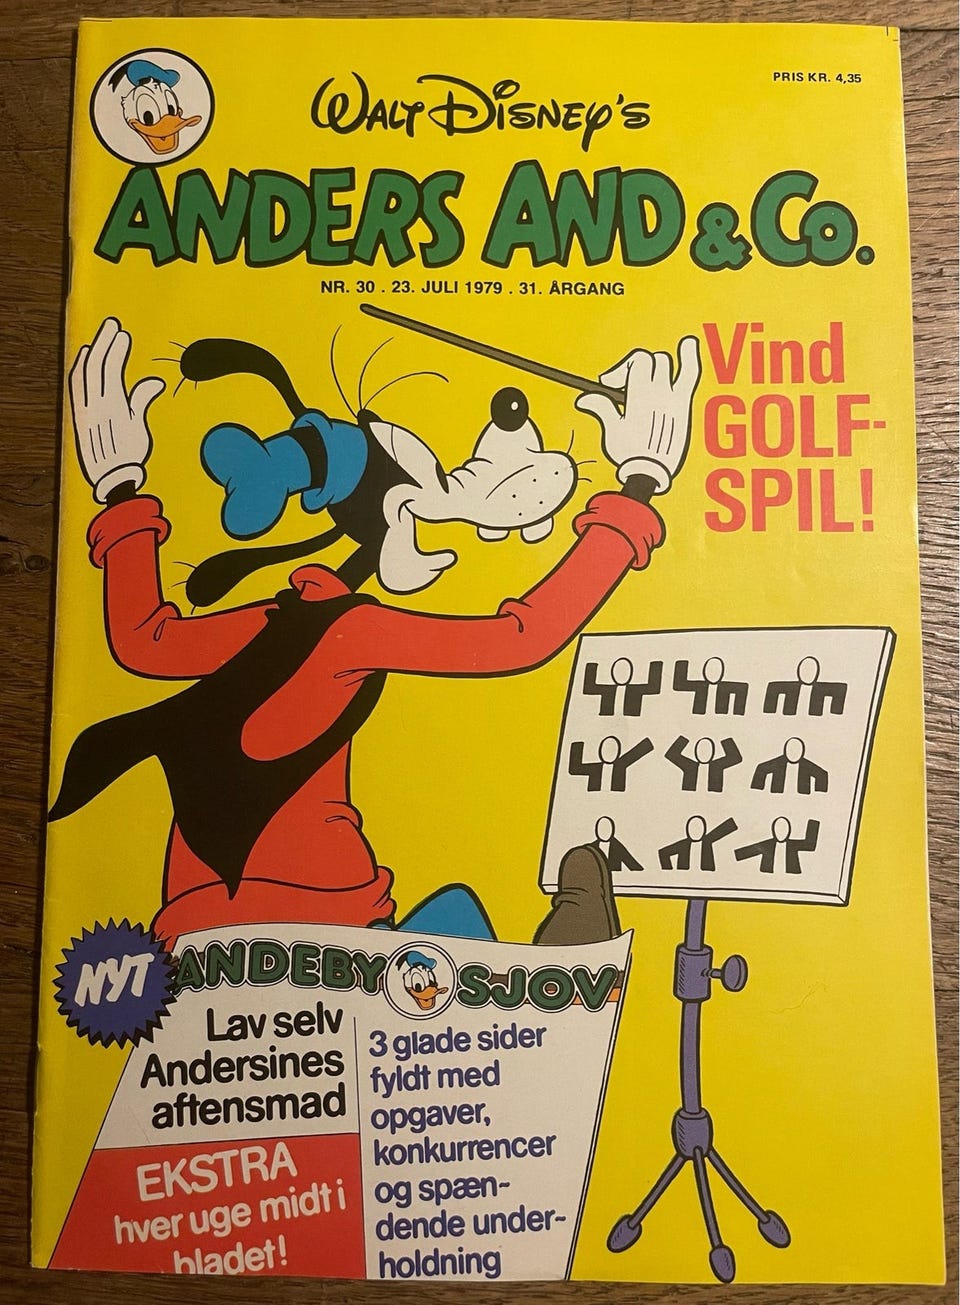 PRIS KR. 4,35
WALT DISNEY'S
ANDERS AND & Co.
NR. 30 . 23. JULI 1979 . 31. ÅRGANG
Vind
GOLF-
SPIL!
NYT
ANDEBY SJOV
Lav selv
Andersines
aftensmad
EKSTRA
hver uge midt i
bladet!
3 glade sider
fyldt med
opgaver,
konkurrencer
og spæn-
dende under-
holdning